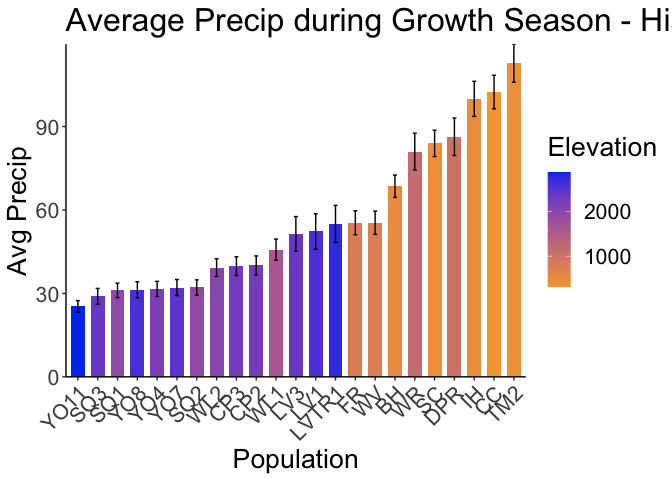 Average Precip during Growth Season - Hi
Avg Precip
90
60
30
0
YO11 SQ3 SQ1 YO8 YO4 YO7 SQ2 WL2 CP3 CP2 WL1 LV3 LV1 LVTR1 FR WV BH WR SC DPR IH CC TM2
Population
Elevation
2000
1000